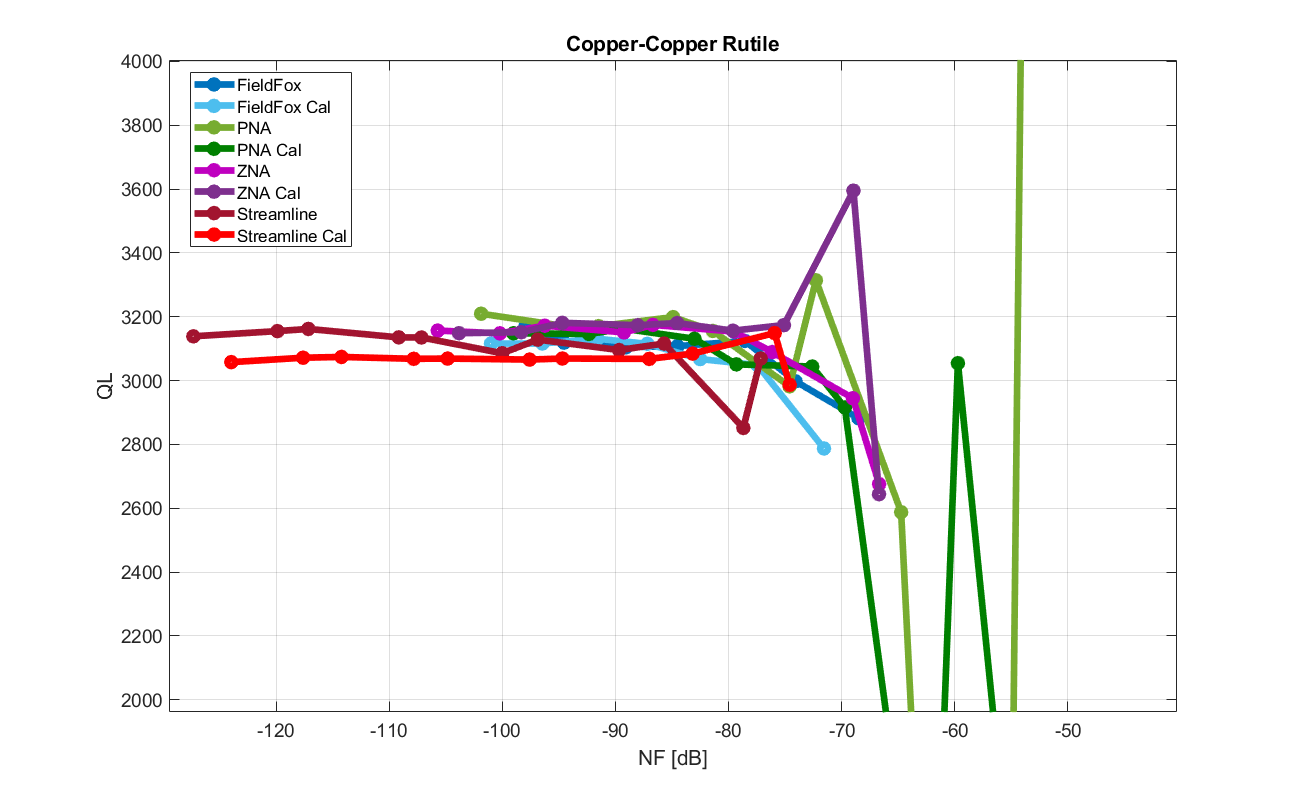 Copper-Copper Rutile
4000
3800
3600
3400
3200
3000
2800
2600
2400
2200
2000
QL
FieldFox
FieldFox Cal
PNA
PNA Cal
ZNA
ZNA Cal
Streamline
Streamline Cal
-120 -110 -100 -90 -80 -70 -60 -50
NF [dB]